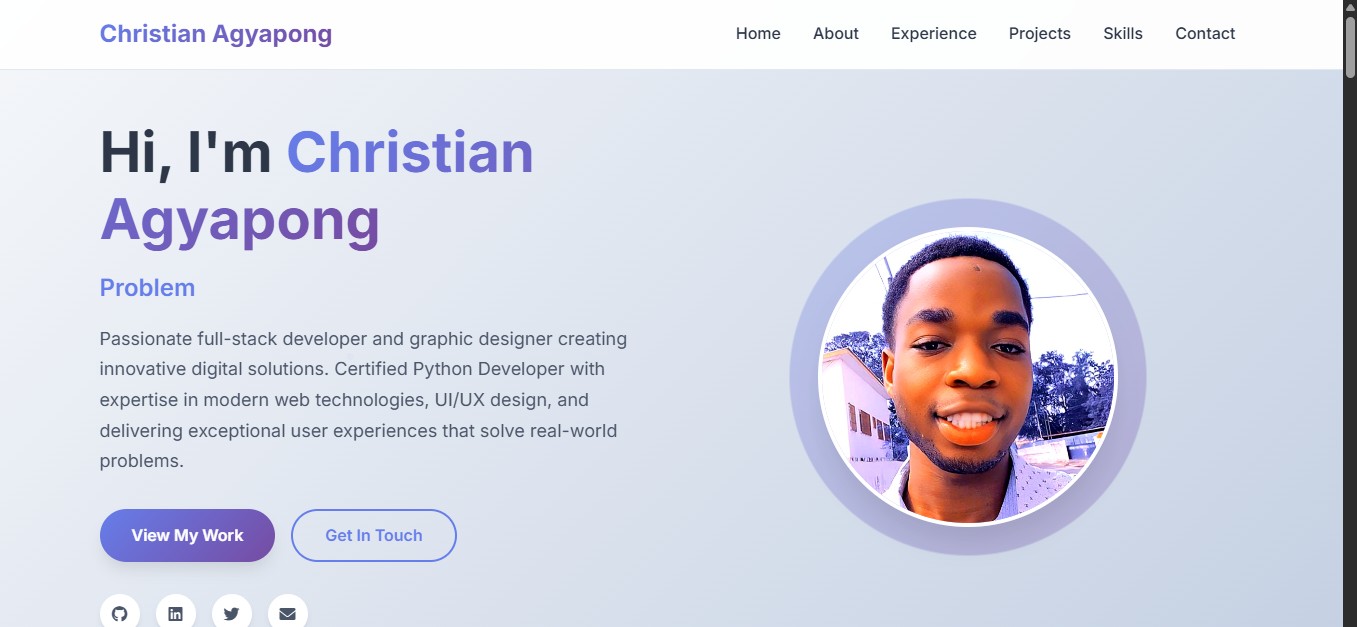 Christian Agyapong
Home About Experience Projects Skills Contact
Hi, I'm Christian
Agyapong
Problem
Passionate full-stack developer and graphic designer creating
innovative digital solutions. Certified Python Developer with
expertise in modern web technologies, UI/UX design, and
delivering exceptional user experiences that solve real-world
problems.
View My Work
Get In Touch